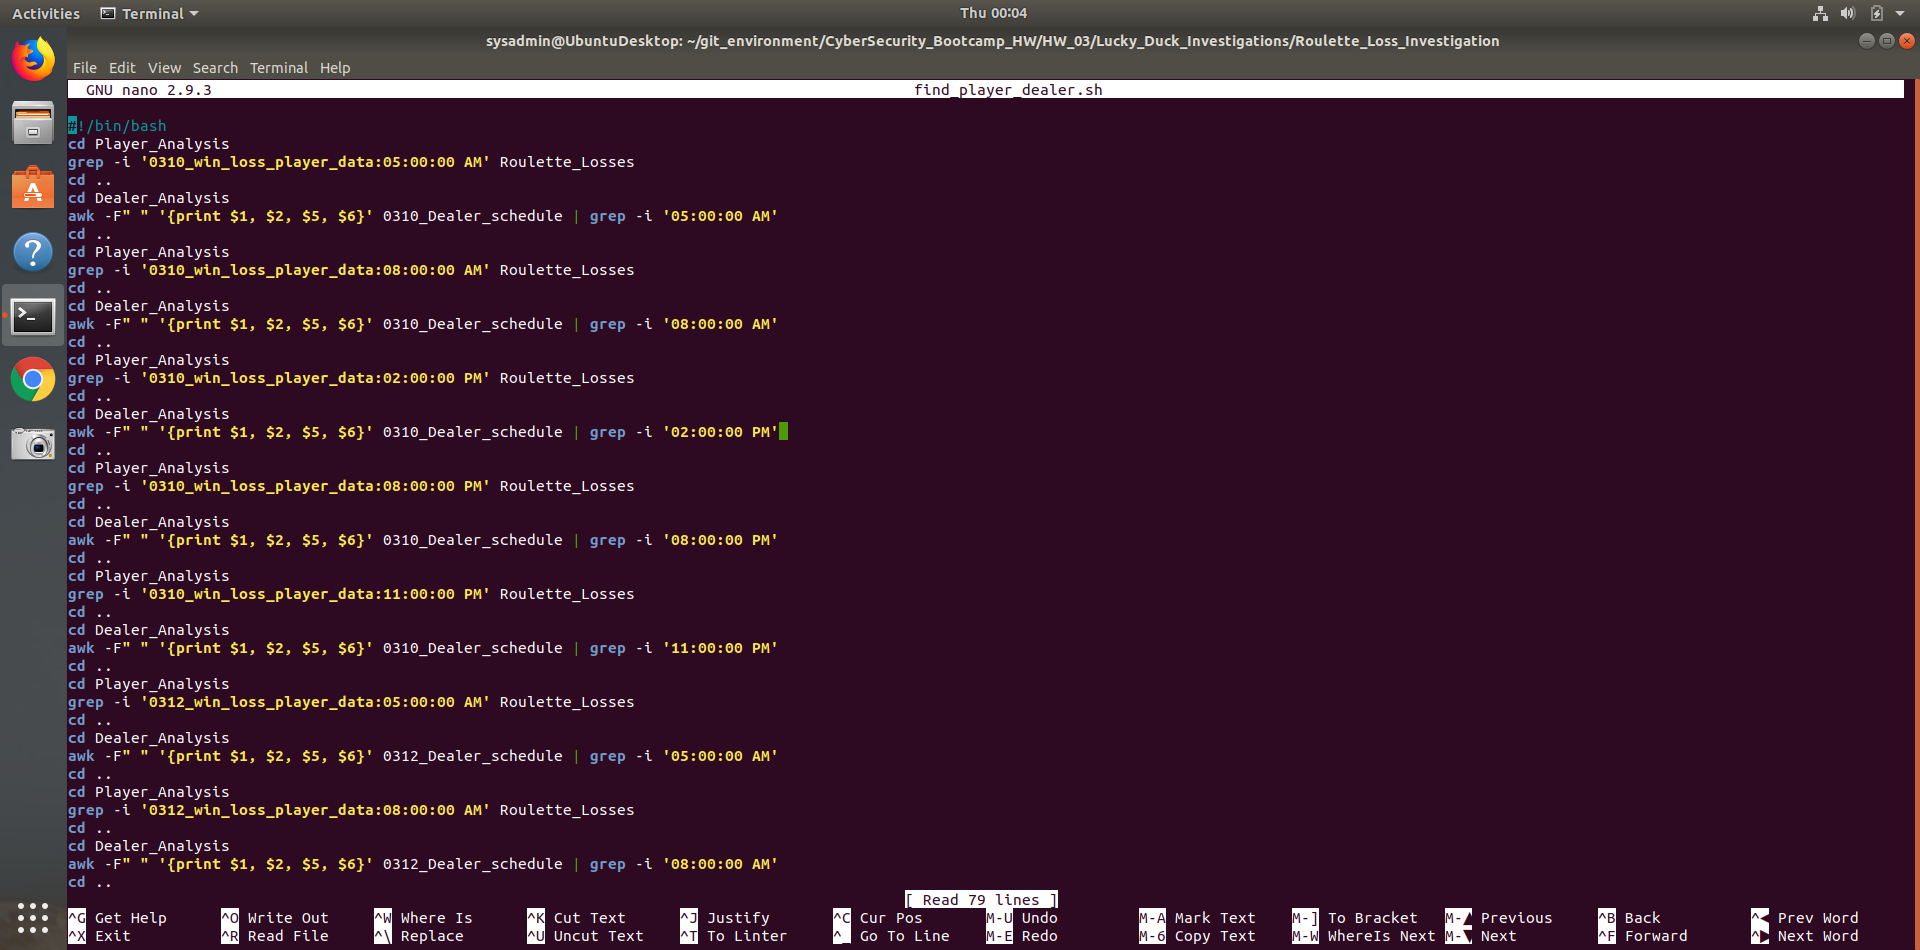 Activities Terminal Thu 00:04
sysadmin@UbuntuDesktop: ~/git_environment/CyberSecurity_Bootcamp_HW/HW_03/Lucky_Duck_Investigations/Roulette_Loss_Investigation
File Edit View Search Terminal Help
GNU nano 2.9.3 find_player_dealer.sh
#!/bin/bash
cd Player_Analysis
grep -i '0310_win_loss_player_data:05:00:00 AM' Roulette_Losses
cd ..
cd Dealer_Analysis
awk -F" " '{print $1, $2, $5, $6}' 0310_Dealer_schedule | grep -i '05:00:00 AM'
cd ..
cd Player_Analysis
grep -i '0310_win_loss_player_data:08:00:00 AM' Roulette_Losses
cd ..
cd Dealer_Analysis
awk -F" " '{print $1, $2, $5, $6}' 0310_Dealer_schedule | grep -i '08:00:00 AM'
cd ..
cd Player_Analysis
grep -i '0310_win_loss_player_data:02:00:00 PM' Roulette_Losses
cd ..
cd Dealer_Analysis
awk -F" " '{print $1, $2, $5, $6}' 0310_Dealer_schedule | grep -i '02:00:00 PM'
cd ..
cd Player_Analysis
grep -i '0310_win_loss_player_data:08:00:00 PM' Roulette_Losses
cd ..
cd Dealer_Analysis
awk -F" " '{print $1, $2, $5, $6}' 0310_Dealer_schedule | grep -i '08:00:00 PM'
cd ..
cd Player_Analysis
grep -i '0310_win_loss_player_data:11:00:00 PM' Roulette_Losses
cd ..
cd Dealer_Analysis
awk -F" " '{print $1, $2, $5, $6}' 0310_Dealer_schedule | grep -i '11:00:00 PM'
cd ..
cd Player_Analysis
grep -i '0312_win_loss_player_data:05:00:00 AM' Roulette_Losses
cd ..
cd Dealer_Analysis
awk -F" " '{print $1, $2, $5, $6}' 0312_Dealer_schedule | grep -i '05:00:00 AM'
cd ..
cd Player_Analysis
grep -i '0312_win_loss_player_data:08:00:00 AM' Roulette_Losses
cd ..
cd Dealer_Analysis
awk -F" " '{print $1, $2, $5, $6}' 0312_Dealer_schedule | grep -i '08:00:00 AM'
cd ..
[ Read 79 lines ]
^G Get Help ^O Write Out ^W Where Is ^K Cut Text ^J Justify ^C Cur Pos M-U Undo M-A Mark Text M-] To Bracket M-▲ Previous ^B Back ^◀ Prev Word
^X Exit ^R Read File ^\ Replace ^U Uncut Text ^T To Linter ^_ Go To Line M-E Redo M-6 Copy Text M-W WhereIs Next M-▼ Next ^F Forward ^▶ Next Word